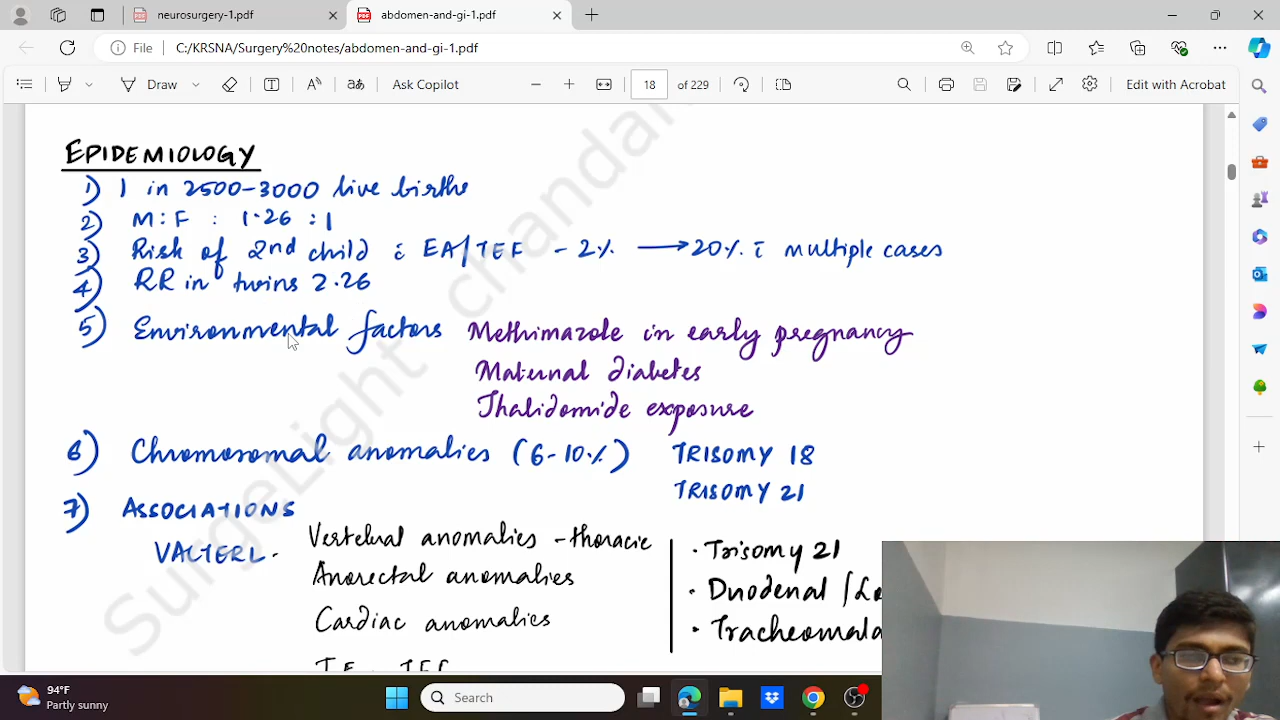 neurosurgery-1.pdf
abdomen-and-gi-1.pdf
File C:/KRSNA/Surgery%20notes/abdomen-and-gi-1.pdf
Draw Ask Copilot 18 of 229 Edit with Acrobat
EPIDEMIOLOGY
1) 1 in 2500-3000 live births
2) M:F : 1.26 :1
3) Risk of 2nd child c̄ EA/TEF - 2% → 20% c̄ multiple cases
4) RR in twins 2.26
5) Environmental factors Methimazole in early pregnancy
Maternal diabetes
Thalidomide exposure
6) Chromosomal anomalies (6-10%) TRISOMY 18
TRISOMY 21
7) ASSOCIATIONS
VACTERL - Vertebral anomalies - thoracic
Anorectal anomalies
Cardiac anomalies
TE - TEF
· Trisomy 21
· Duodenal
· Tracheomala
SurgeLight chandan
94°F
Partly sunny
Search